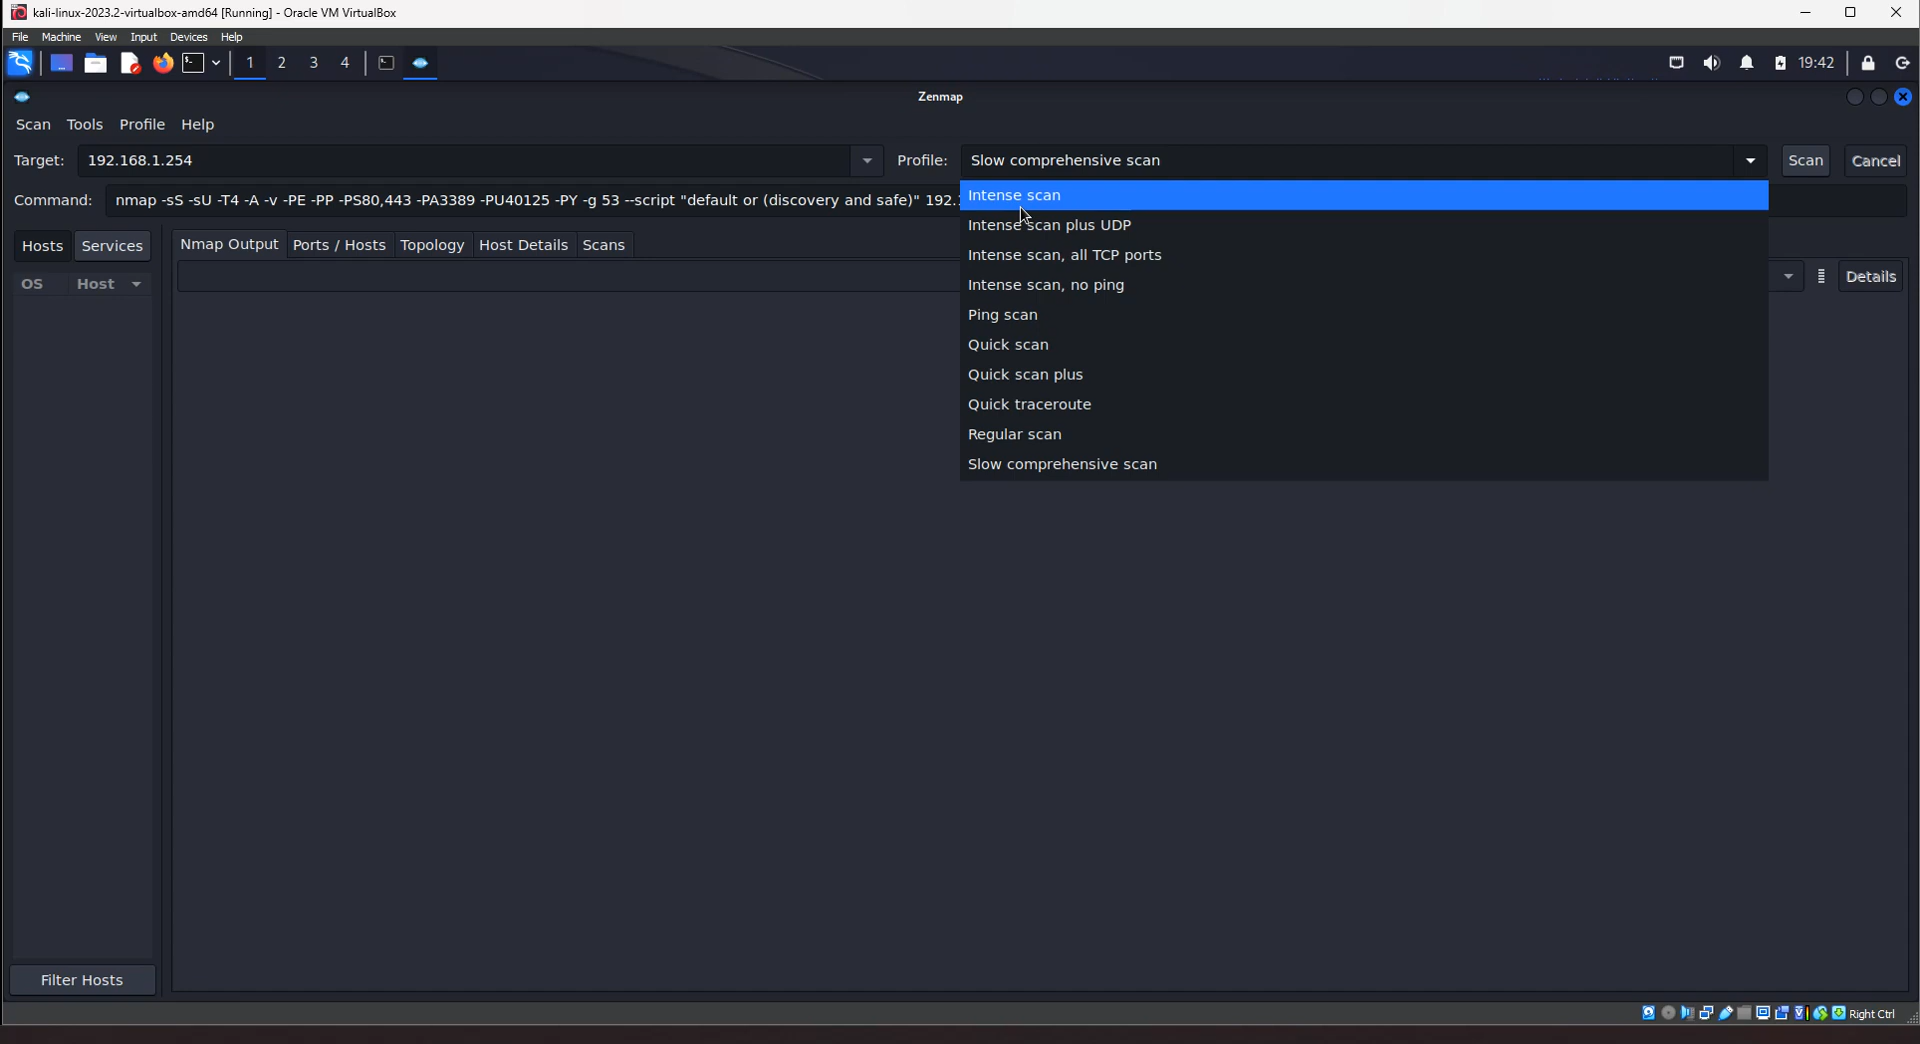 kali-linux-2023.2-virtualbox-amd64 [Running] - Oracle VM VirtualBox
File Machine View Input Devices Help
1 2 3 4 19:42
Zenmap
Scan Tools Profile Help
Target: 192.168.1.254 Profile: Slow comprehensive scan Scan Cancel
Command: nmap -sS -sU -T4 -A -v -PE -PP -PS80,443 -PA3389 -PU40125 -PY -g 53 --script "default or (discovery and safe)" 192.
Intense scan
Intense scan plus UDP
Intense scan, all TCP ports
Intense scan, no ping
Ping scan
Quick scan
Quick scan plus
Quick traceroute
Regular scan
Slow comprehensive scan
Hosts Services Nmap Output Ports / Hosts Topology Host Details Scans
OS Host Details
Filter Hosts
Right Ctrl